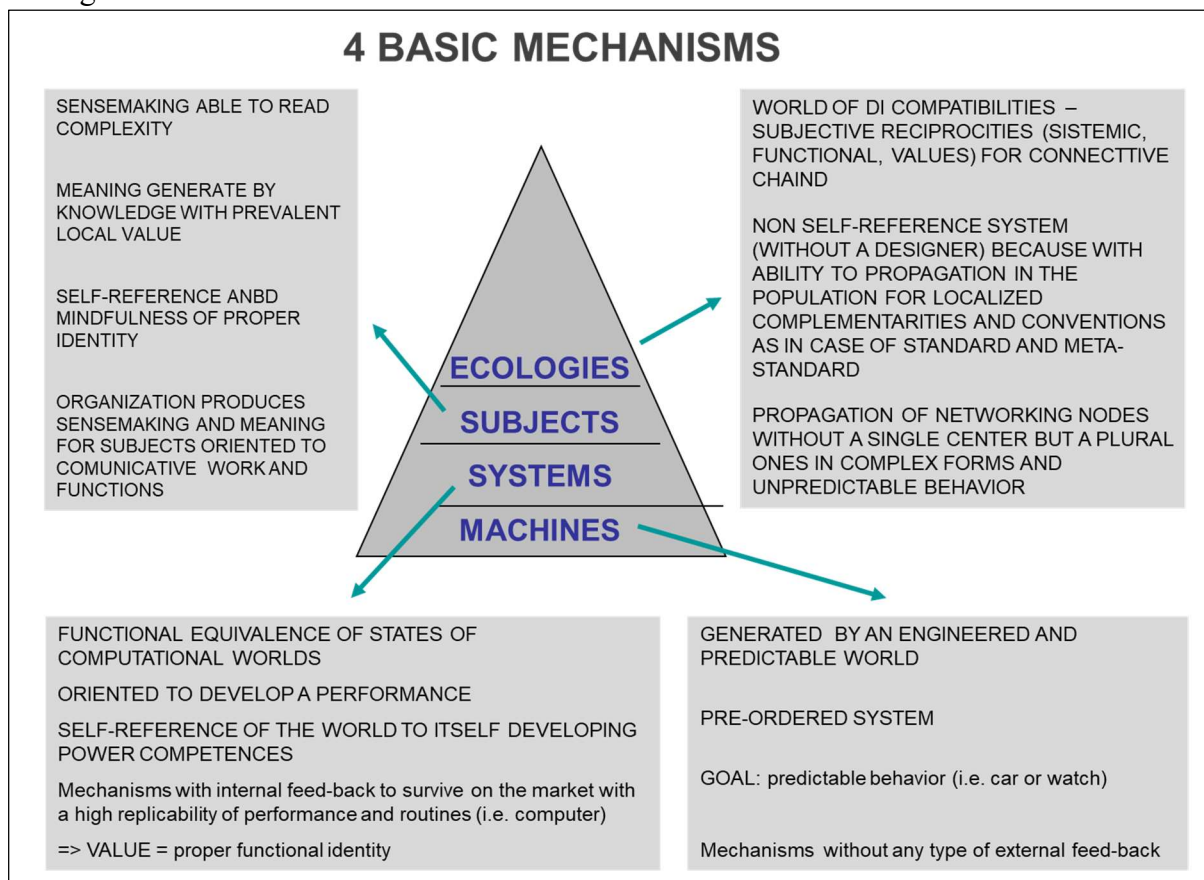 4 BASIC MECHANISMS
SENSEMAKING ABLE TO READ
COMPLEXITY
MEANING GENERATE BY
KNOWLEDGE WITH PREVALENT
LOCAL VALUE
SELF-REFERENCE ANBD
MINDFULNESS OF PROPER
IDENTITY
ORGANIZATION PRODUCES
SENSEMAKING AND MEANING
FOR SUBJECTS ORIENTED TO
COMUNICATIVE WORK AND
FUNCTIONS
WORLD OF DI COMPATIBILITIES –
SUBJECTIVE RECIPROCITIES (SISTEMIC,
FUNCTIONAL, VALUES) FOR CONNECTTIVE
CHAIND
NON SELF-REFERENCE SYSTEM
(WITHOUT A DESIGNER) BECAUSE WITH
ABILITY TO PROPAGATION IN THE
POPULATION FOR LOCALIZED
COMPLEMENTARITIES AND CONVENTIONS
AS IN CASE OF STANDARD AND META-
STANDARD
PROPAGATION OF NETWORKING NODES
WITHOUT A SINGLE CENTER BUT A PLURAL
ONES IN COMPLEX FORMS AND
UNPREDICTABLE BEHAVIOR
ECOLOGIES
SUBJECTS
SYSTEMS
MACHINES
FUNCTIONAL EQUIVALENCE OF STATES OF
COMPUTATIONAL WORLDS
ORIENTED TO DEVELOP A PERFORMANCE
SELF-REFERENCE OF THE WORLD TO ITSELF DEVELOPING
POWER COMPETENCES
Mechanisms with internal feed-back to survive on the market with
a high replicability of performance and routines (i.e. computer)
=> VALUE = proper functional identity
GENERATED BY AN ENGINEERED AND
PREDICTABLE WORLD
PRE-ORDERED SYSTEM
GOAL: predictable behavior (i.e. car or watch)
Mechanisms without any type of external feed-back